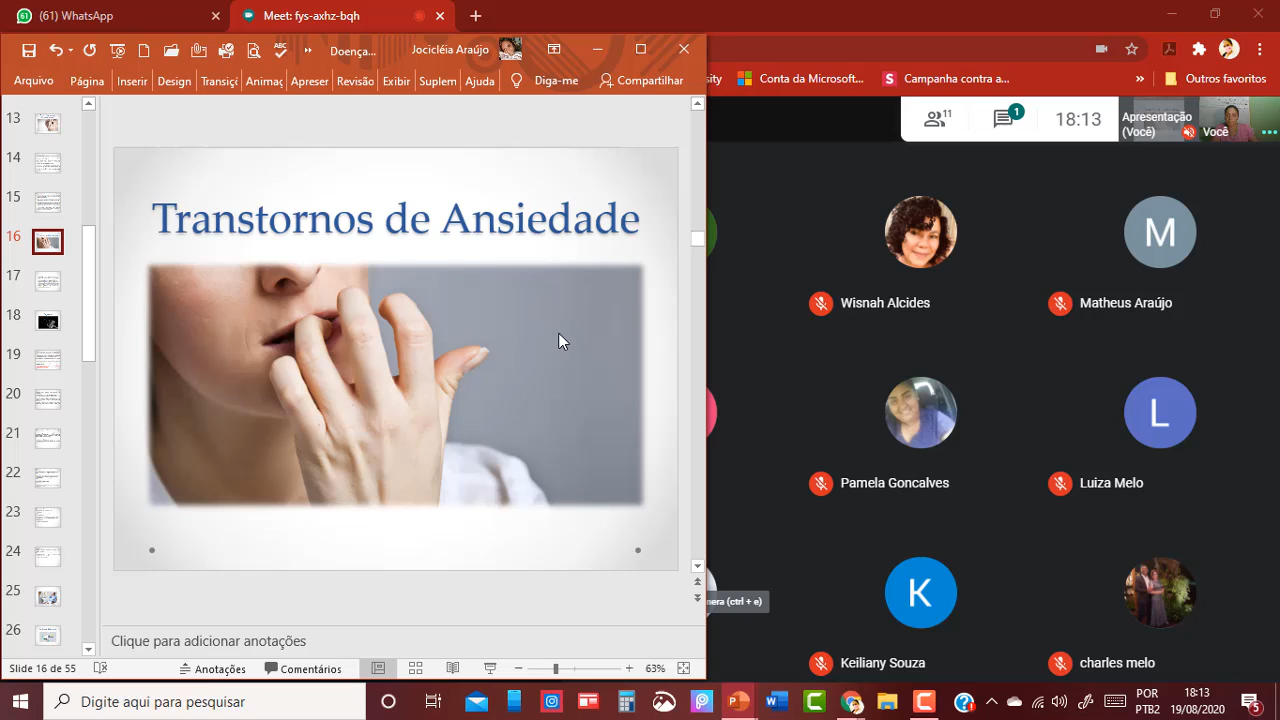 (61) WhatsApp
Meet: fys-axhz-bqh
Doença...
Jocicléia Araújo
Arquivo
Página
Inserir
Design
Transiç
Animaç
Apreser
Revisão
Exibir
Suplem
Ajuda
Diga-me
Compartilhar
Conta da Microsoft...
S
Campanha contra a...
»
Outros favoritos
11
1
18:13
Apresentação
(Você)
Você
13
14
15
16
17
18
19
20
21
22
23
24
25
26
Transtornos de Ansiedade
Wisnah Alcides
M
Matheus Araújo
Pamela Goncalves
L
Luiza Melo
K
Keiliany Souza
charles melo
mera (ctrl + e)
Clique para adicionar anotações
Slide 16 de 55
Anotações
Comentários
63%
Digite aqui para pesquisar
POR
PTB2
18:13
19/08/2020
5